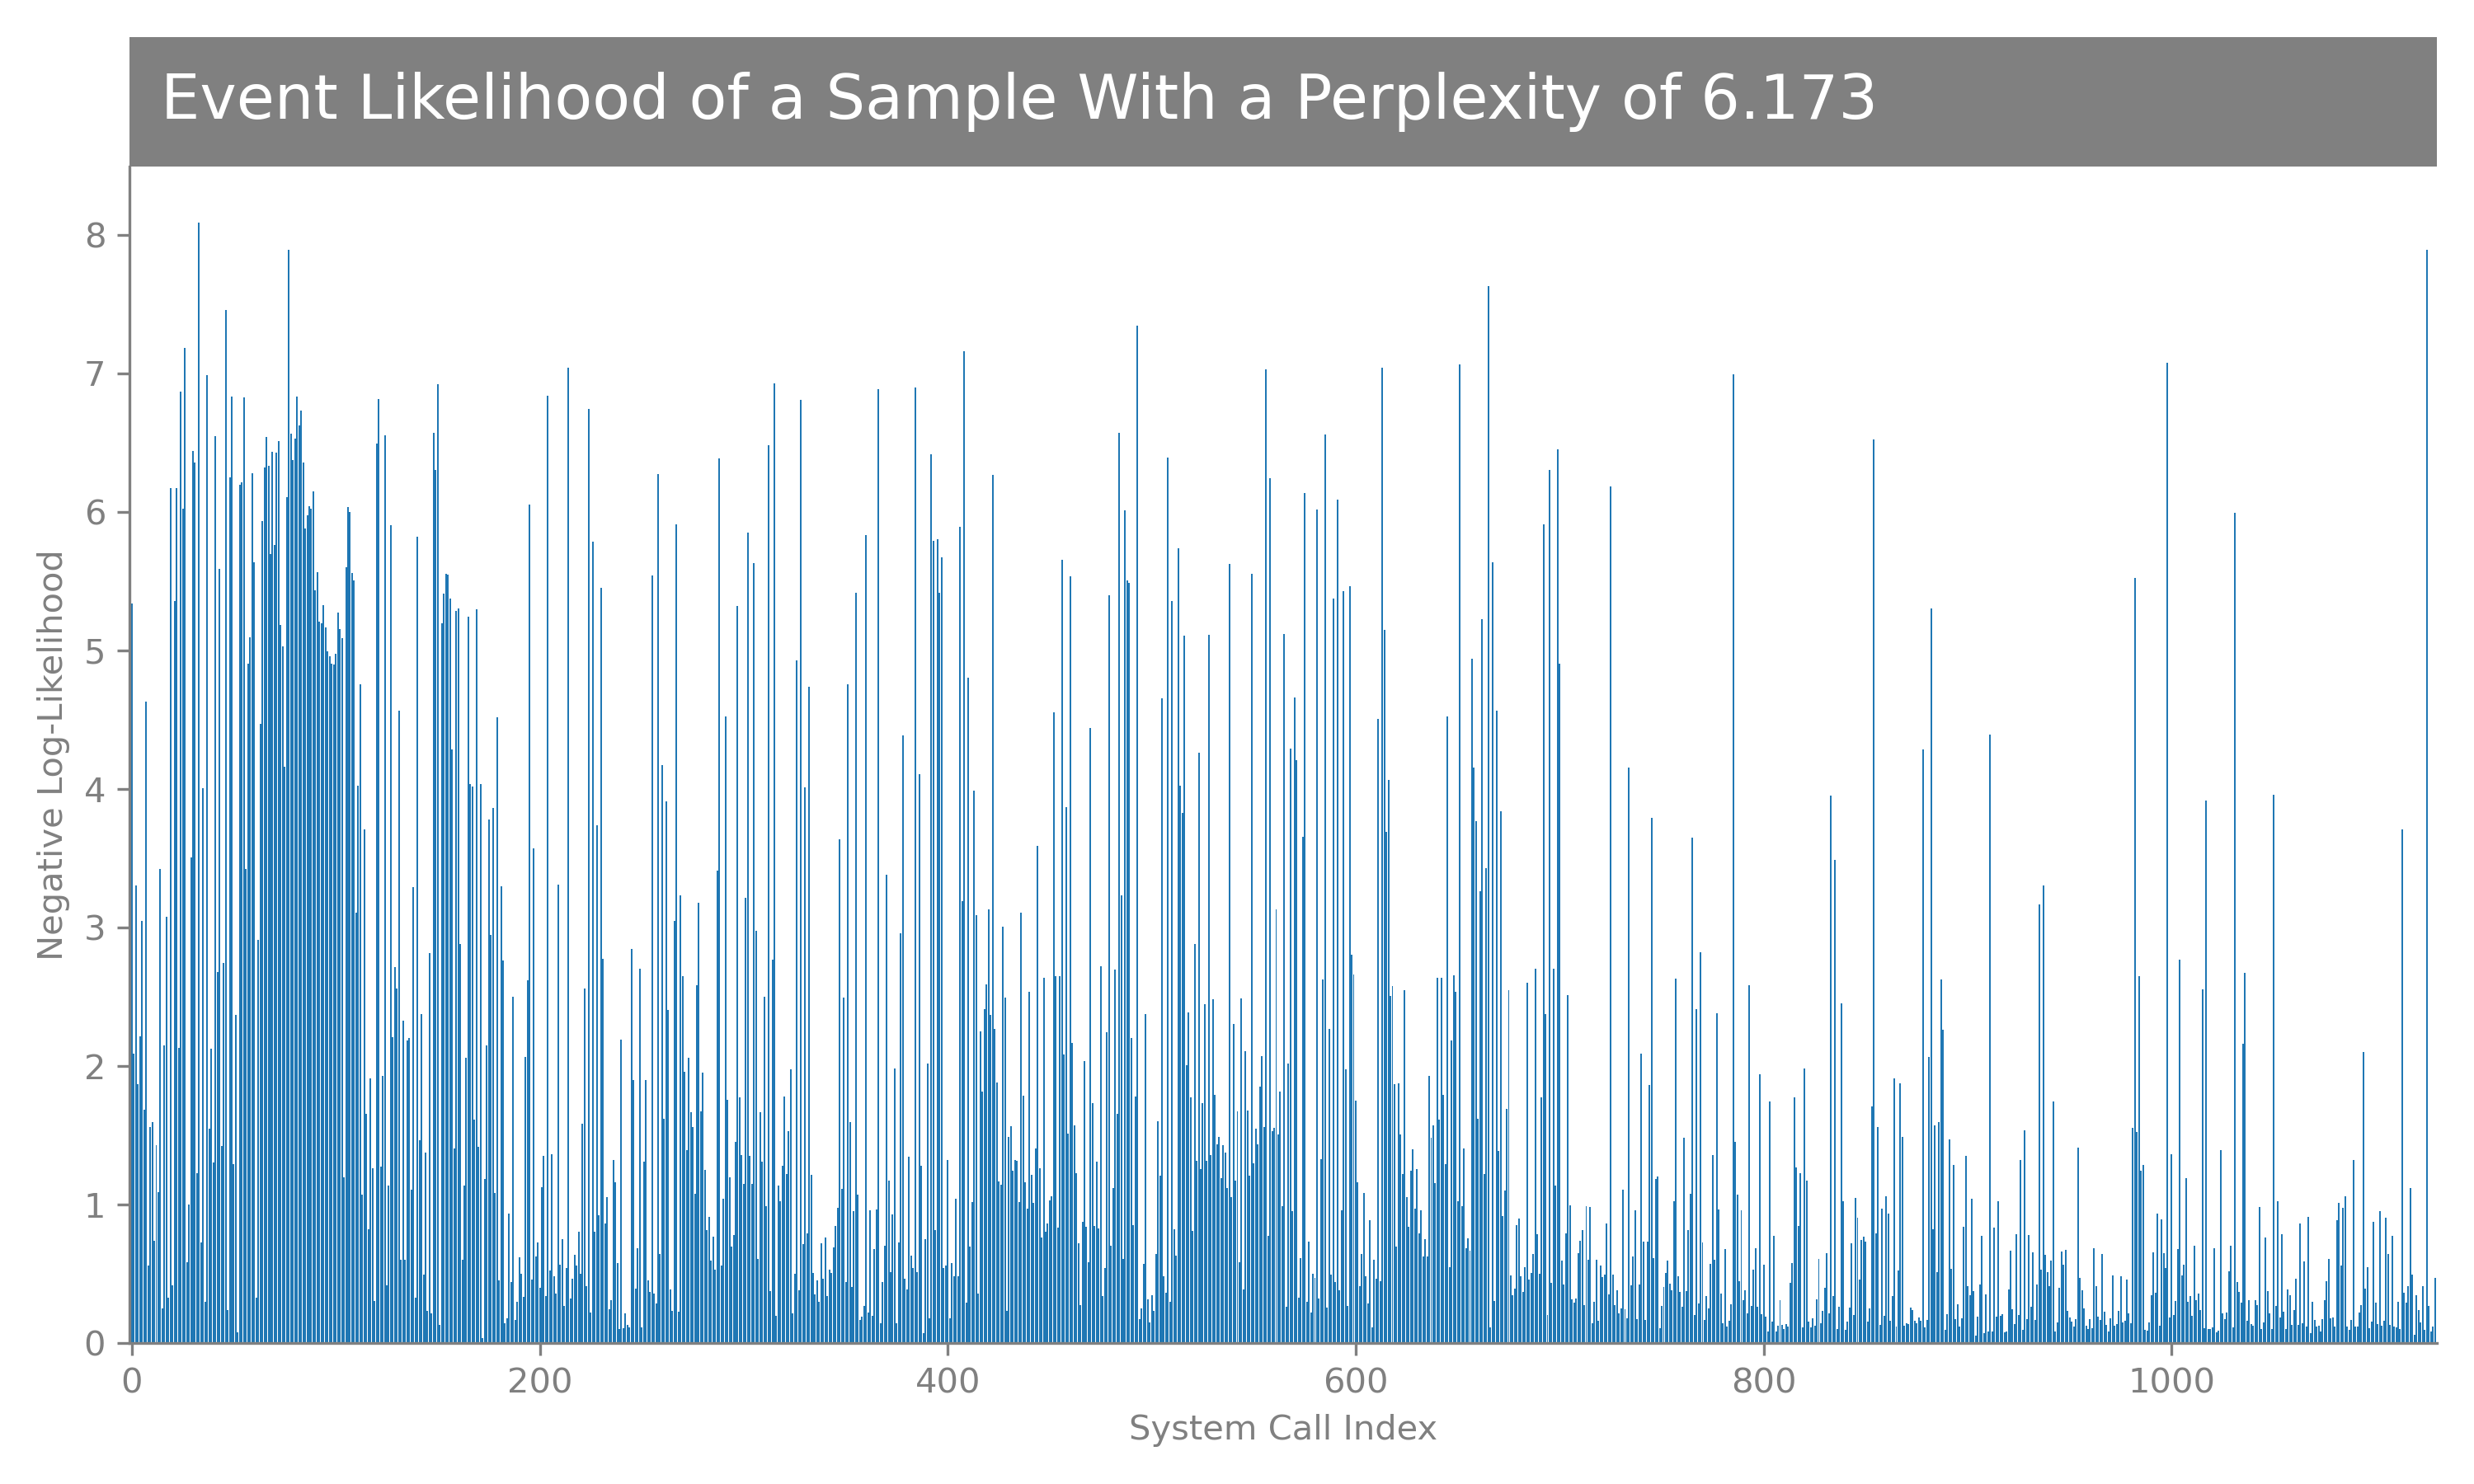 Event Likelihood of a Sample With a Perplexity of 6.173
8
7
6
5
4
3
2
1
0
Negative Log-Likelihood
0 200 400 600 800 1000
System Call Index